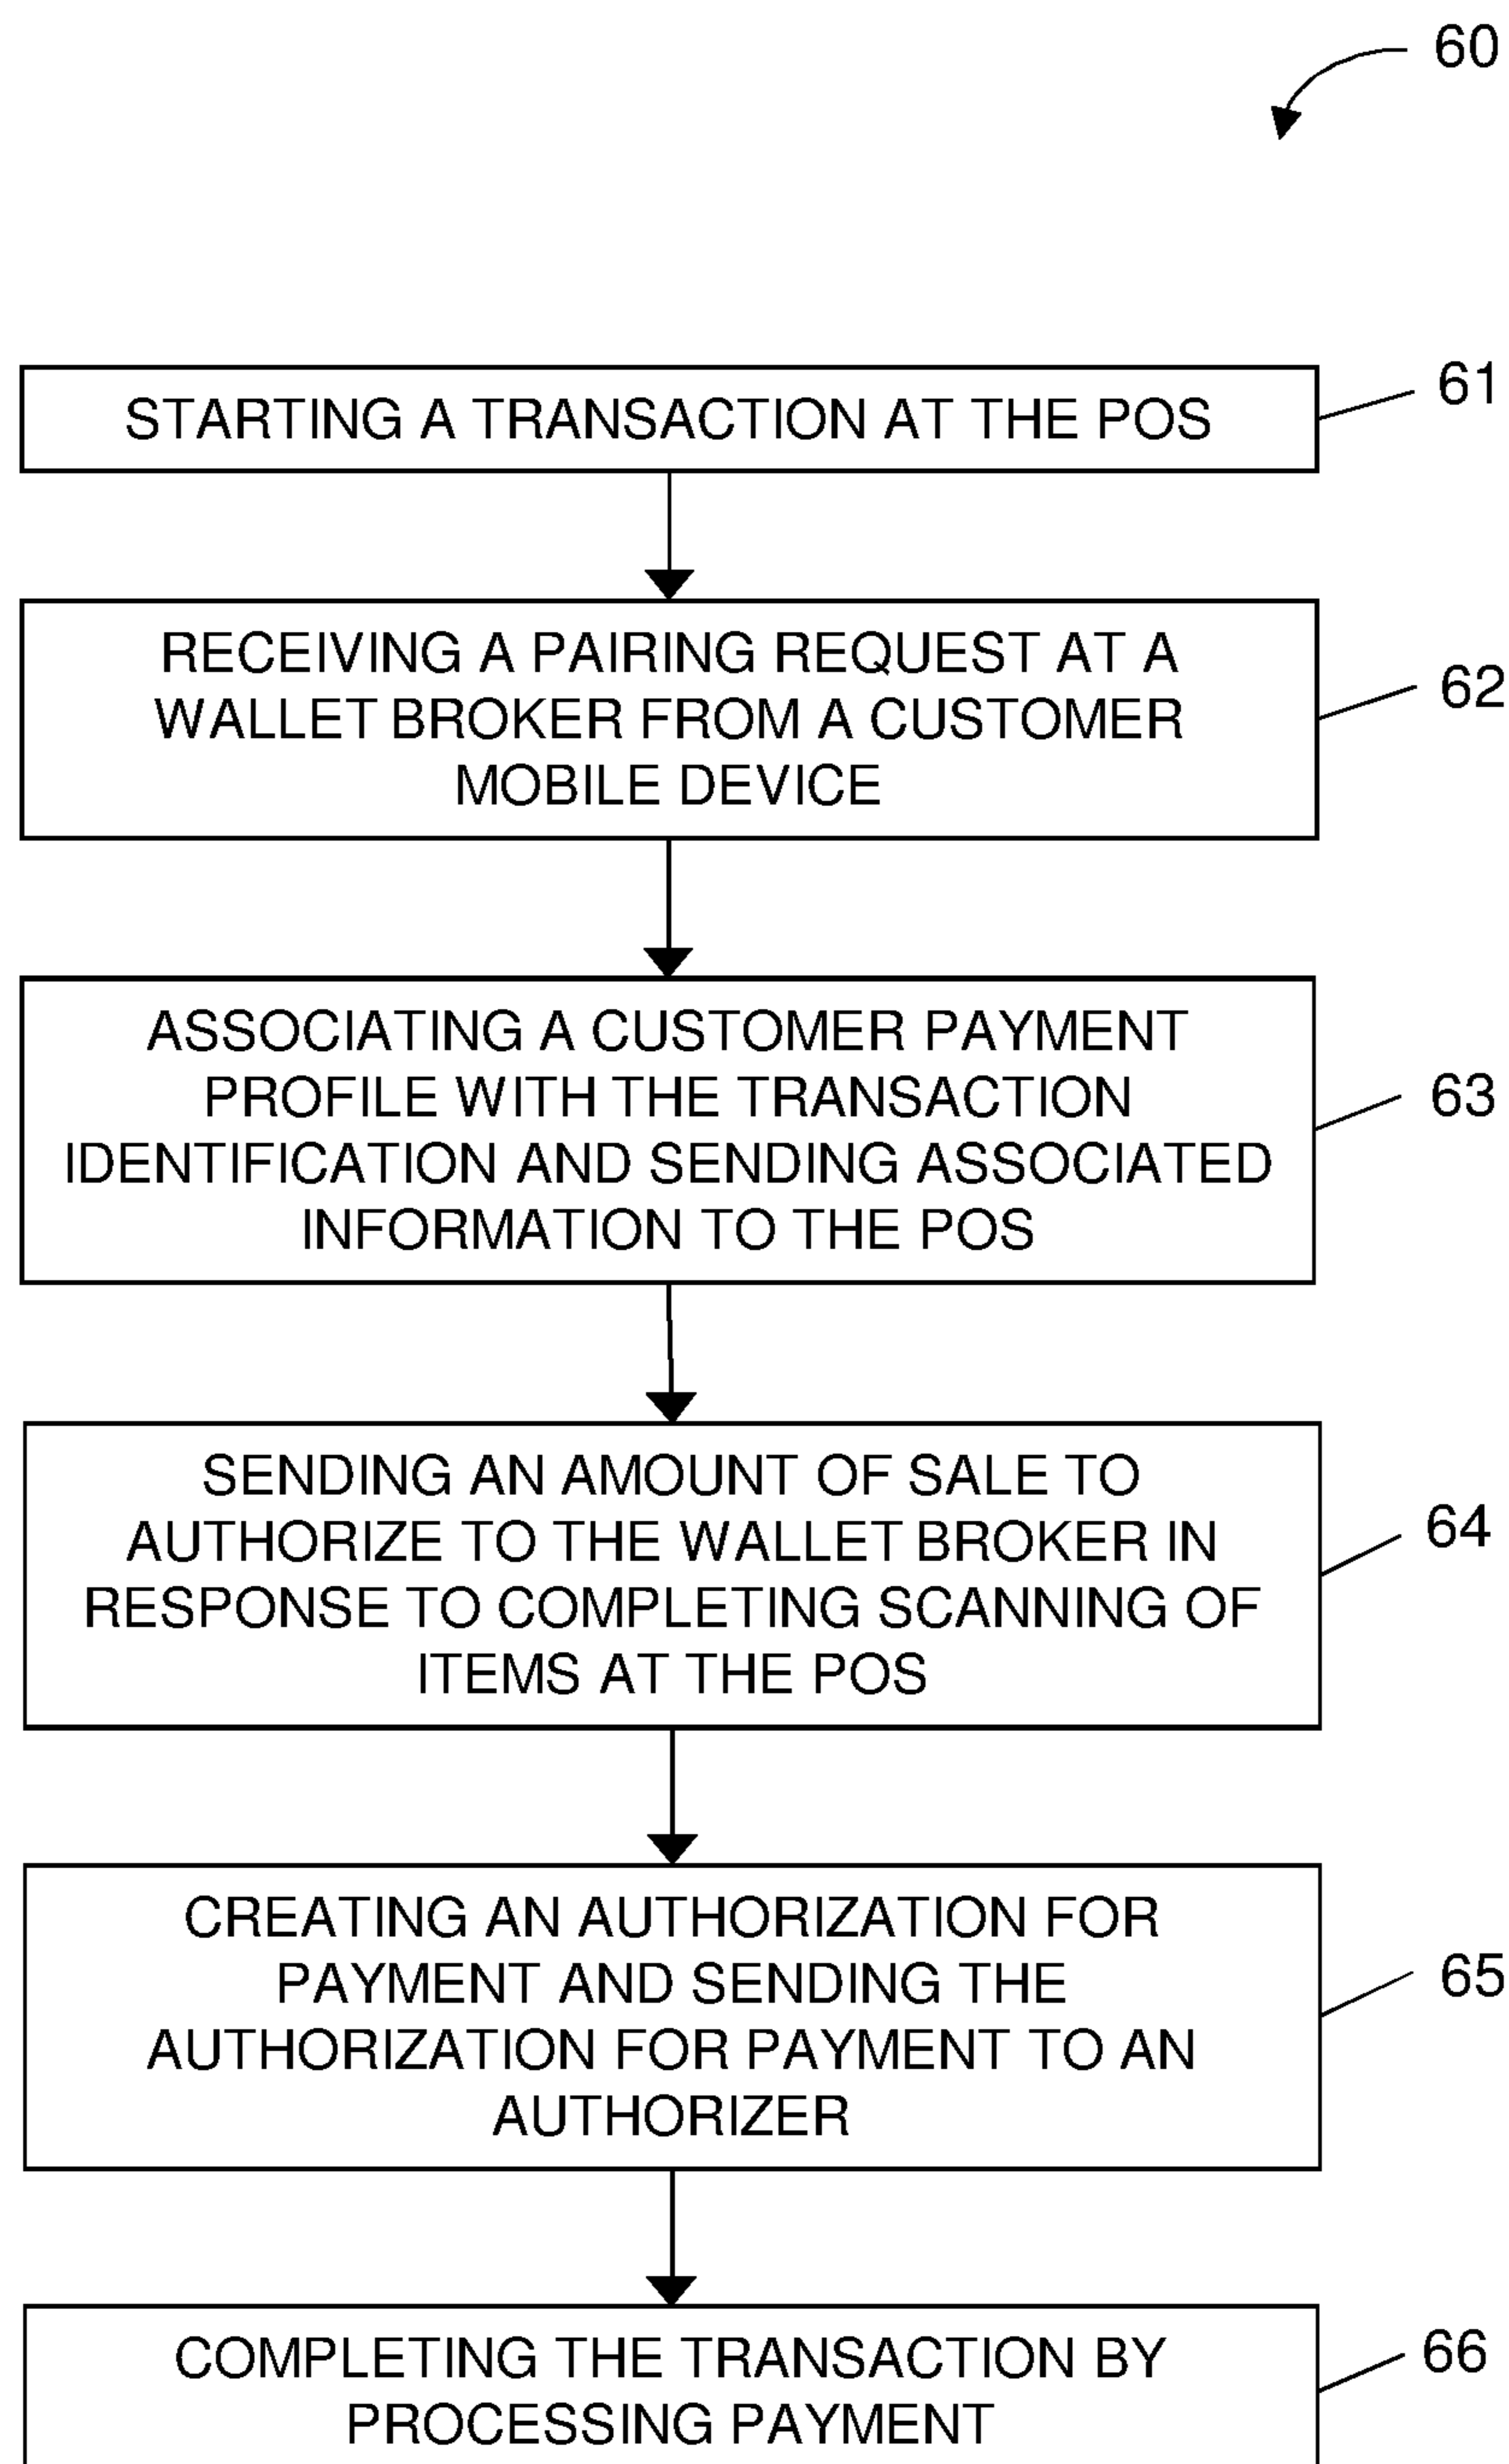 60
STARTING A TRANSACTION AT THE POS
61
RECEIVING A PAIRING REQUEST AT A
WALLET BROKER FROM A CUSTOMER
MOBILE DEVICE
62
ASSOCIATING A CUSTOMER PAYMENT
PROFILE WITH THE TRANSACTION
IDENTIFICATION AND SENDING ASSOCIATED
INFORMATION TO THE POS
63
SENDING AN AMOUNT OF SALE TO
AUTHORIZE TO THE WALLET BROKER IN
RESPONSE TO COMPLETING SCANNING OF
ITEMS AT THE POS
64
CREATING AN AUTHORIZATION FOR
PAYMENT AND SENDING THE
AUTHORIZATION FOR PAYMENT TO AN
AUTHORIZER
65
COMPLETING THE TRANSACTION BY
PROCESSING PAYMENT
66